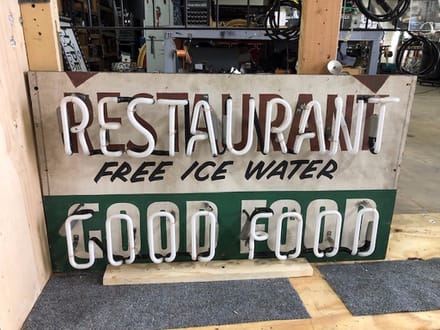 RESTAURANT
FREE ICE WATER
GOOD FOOD